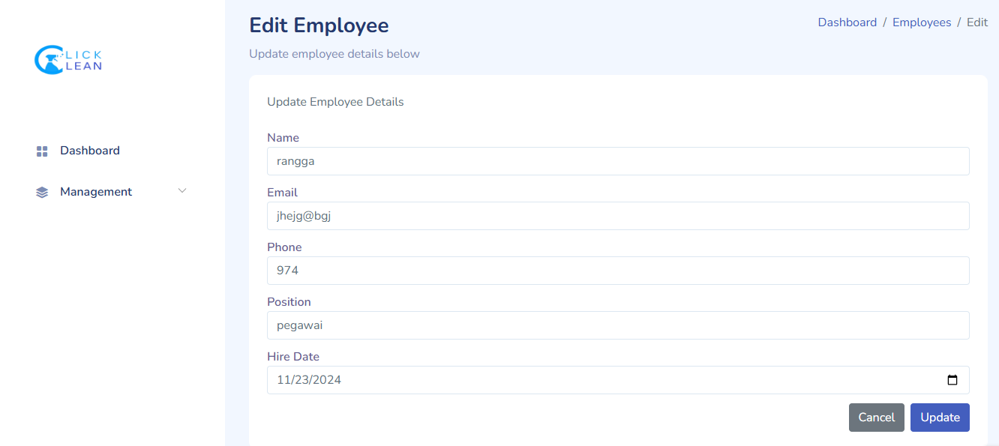 LICK
LEAN
Dashboard
Management
Edit Employee
Dashboard / Employees / Edit
Update employee details below
Update Employee Details
Name
rangga
Email
jhejg@bgj
Phone
974
Position
pegawai
Hire Date
11/23/2024
Cancel Update